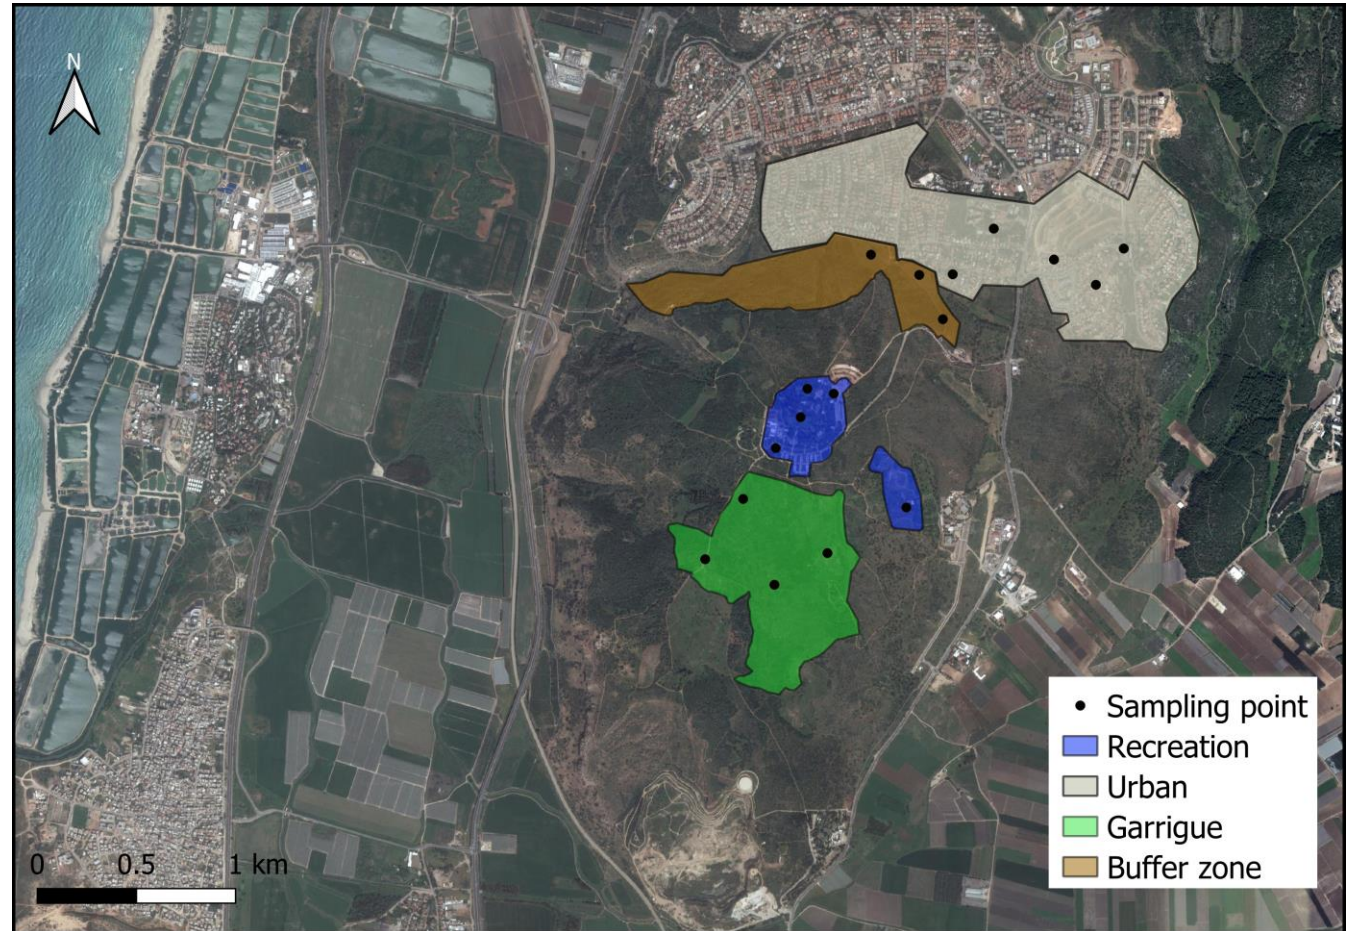 N
Sampling point
Recreation
Urban
Garrigue
Buffer zone
0 0.5 1 km